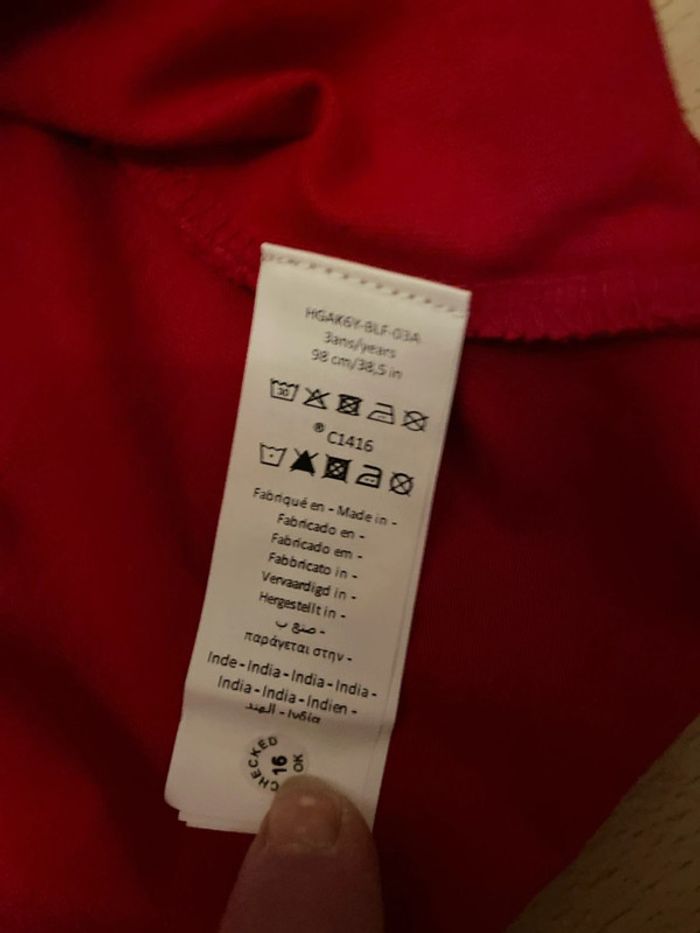 HGAK6Y-BLF-03A
3ans/years
98 cm/38,5 in
30
® C1416
Fabriqué en - Made in -
Fabricado en -
Fabricado em -
Fabbricato in -
Vervaardigd in -
Hergestellt in -
صنع ب -
παράγεται στην -
Inde - India - India - India -
India - India - Indien -
الهند - Ινδία
CHECKED
16
OK